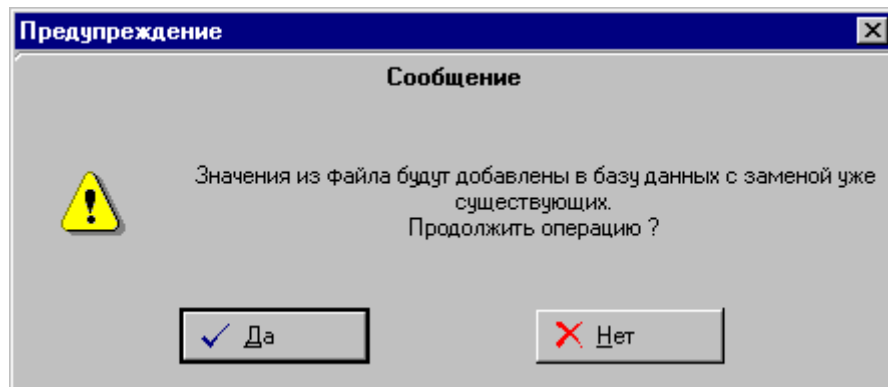 Предупреждение
Сообщение
Значения из файла будут добавлены в базу данных с заменой уже
существующих.
Продолжить операцию ?
Да
Нет